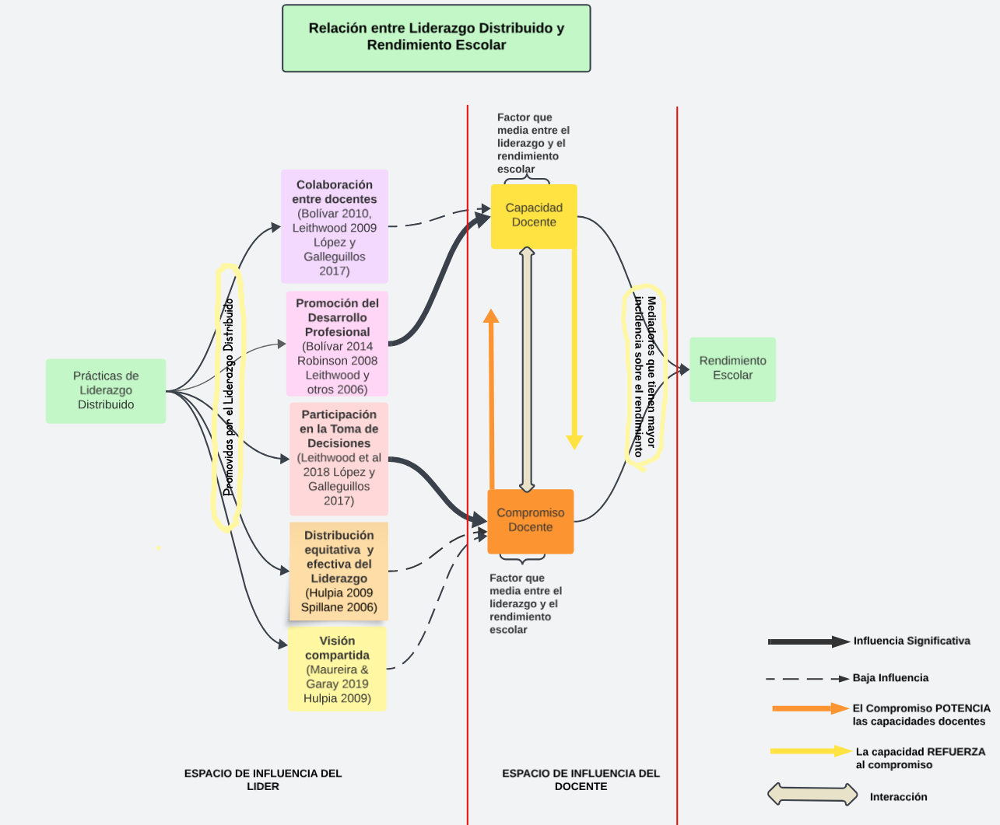 Relación entre Liderazgo Distribuido y
Rendimiento Escolar
Factor que
media entre el
liderazgo y el
rendimiento
escolar
Colaboración
entre docentes
(Bolívar 2010,
Leithwood 2009
López y
Galleguillos
2017)
Capacidad
Docente
Promoción del
Desarrollo
Profesional
(Bolívar 2014
Robinson 2008
Leithwood y
otros 2006)
Promovidas por el Liderazgo Distribuido
Mediadores que tienen mayor
incidencia sobre el rendimiento
Prácticas de
Liderazgo
Distribuido
Rendimiento
Escolar
Participación
en la Toma de
Decisiones
(Leithwood et al
2018 López y
Galleguillos
2017)
Compromiso
Docente
Distribución
equitativa y
efectiva del
Liderazgo
(Hulpia 2009
Spillane 2006)
Factor que
media entre el
liderazgo y el
rendimiento
escolar
Visión
compartida
(Maureira &
Garay 2019
Hulpia 2009)
Influencia Significativa
Baja Influencia
El Compromiso POTENCIA
las capacidades docentes
La capacidad REFUERZA
al compromiso
Interacción
ESPACIO DE INFLUENCIA DEL
LIDER
ESPACIO DE INFLUENCIA DEL
DOCENTE